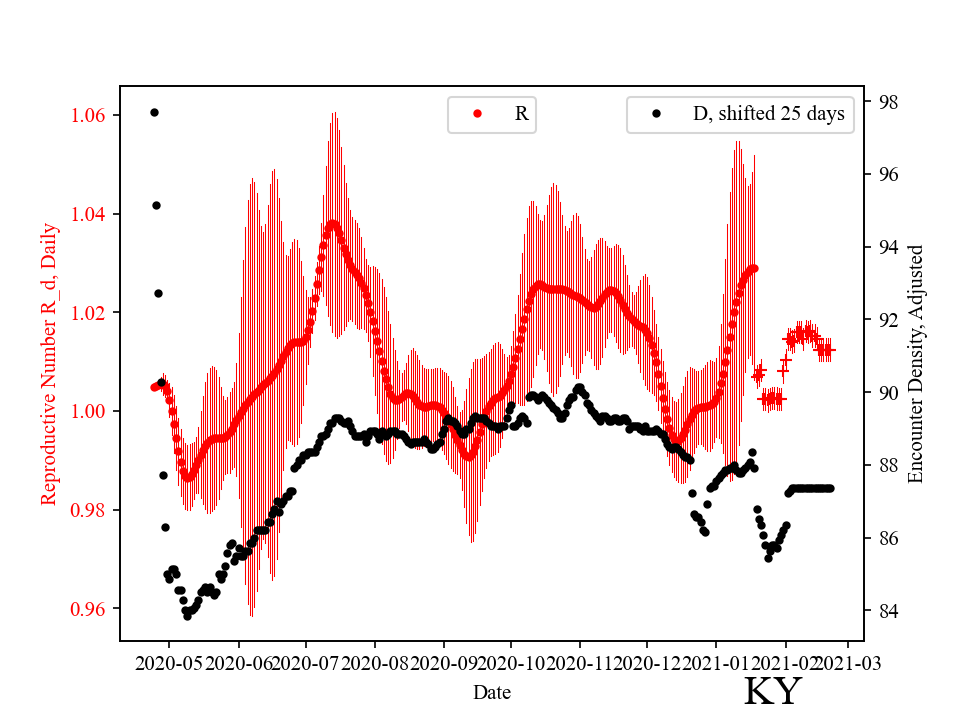 R
D, shifted 25 days
Reproductive Number R_d, Daily
1.06
1.04
1.02
1.00
0.98
0.96
98
96
94
92
90
88
86
84
Encounter Density, Adjusted
2020-05 2020-06 2020-07 2020-08 2020-09 2020-10 2020-11 2020-12 2021-01 2021-02 2021-03
Date
KY